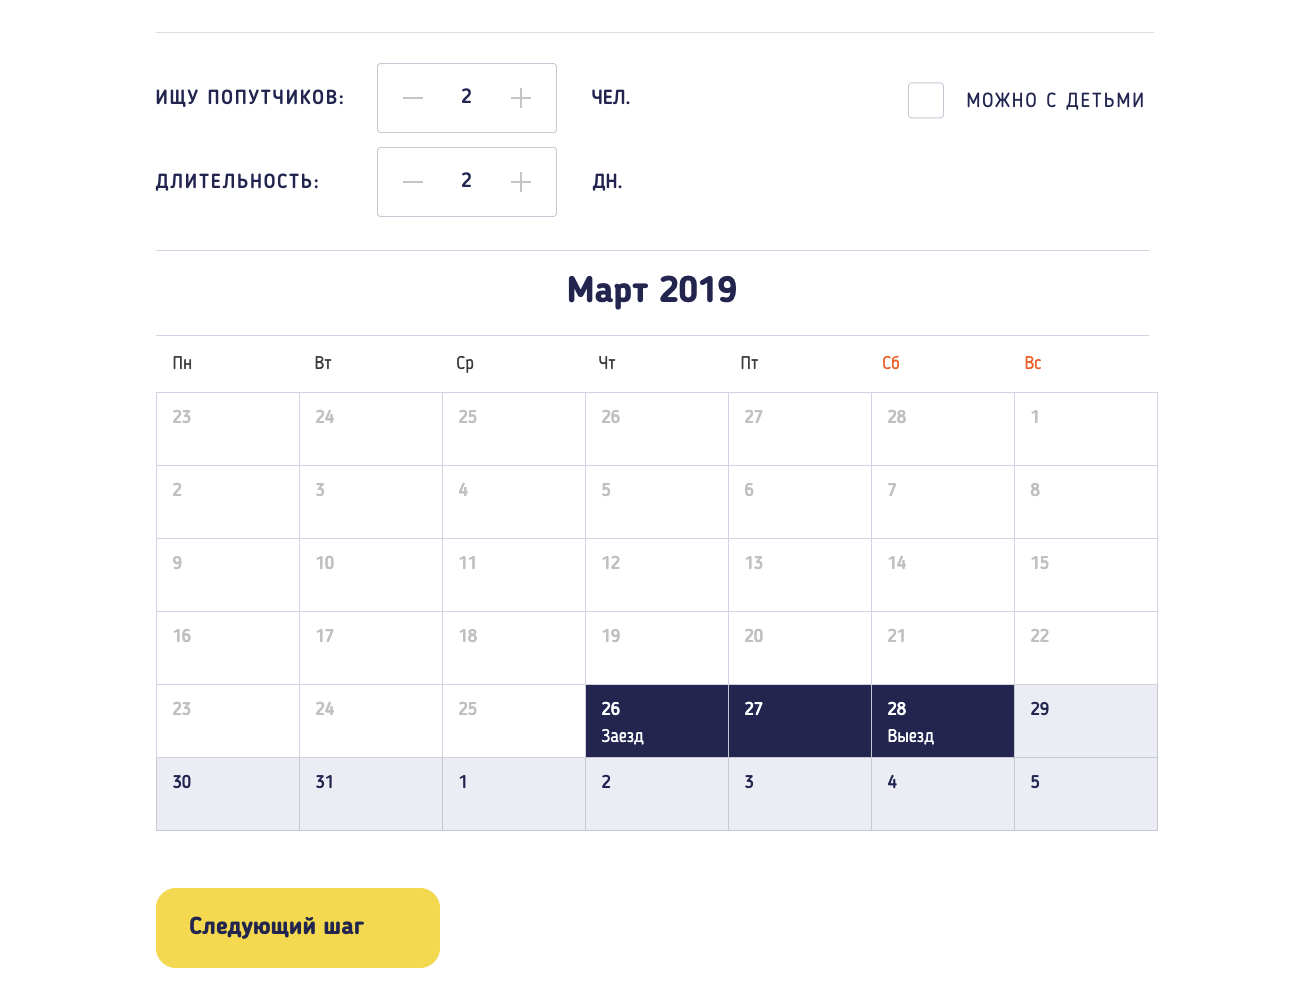 ИЩУ ПОПУТЧИКОВ: — 2 + ЧЕЛ. МОЖНО С ДЕТЬМИ
ДЛИТЕЛЬНОСТЬ: — 2 + ДН.
Март 2019
Пн Вт Ср Чт Пт Сб Вс
23 24 25 26 27 28 1
2 3 4 5 6 7 8
9 10 11 12 13 14 15
16 17 18 19 20 21 22
23 24 25 26 27 28 29
Заезд Выезд
30 31 1 2 3 4 5
Следующий шаг